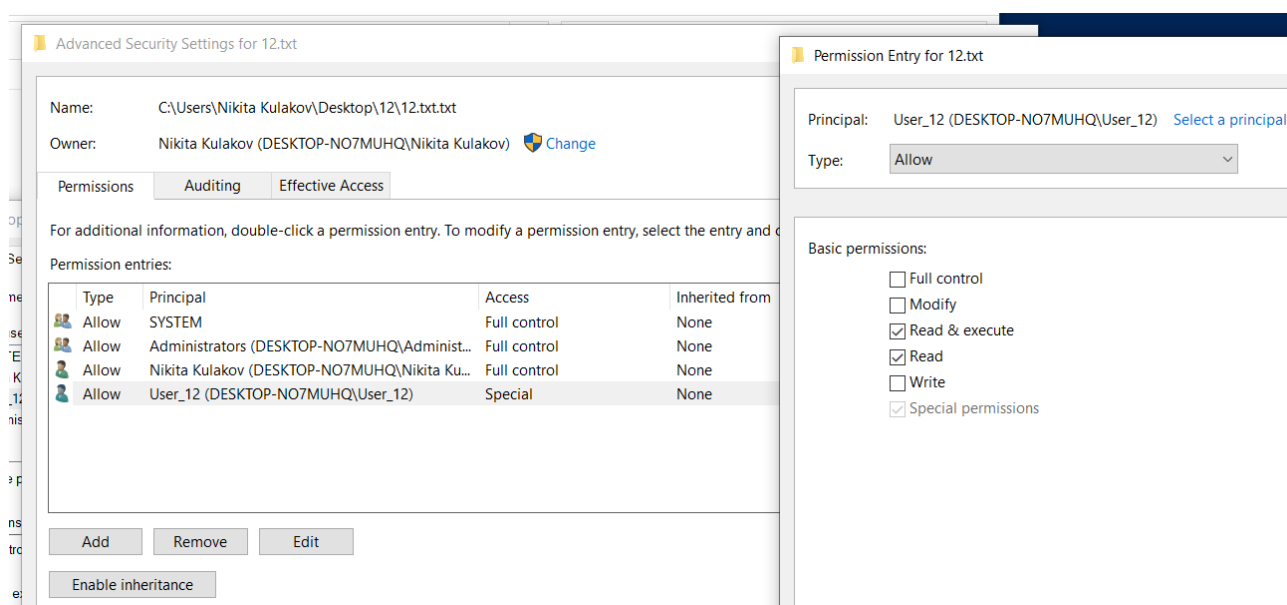 Advanced Security Settings for 12.txt
Name: C:\Users\Nikita Kulakov\Desktop\12\12.txt.txt
Owner: Nikita Kulakov (DESKTOP-NO7MUHQ\Nikita Kulakov) Change
Permissions Auditing Effective Access
For additional information, double-click a permission entry. To modify a permission entry, select the entry and
Permission entries:
Type Principal Access Inherited from
Allow SYSTEM Full control None
Allow Administrators (DESKTOP-NO7MUHQ\Administ... Full control None
Allow Nikita Kulakov (DESKTOP-NO7MUHQ\Nikita Ku... Full control None
Allow User_12 (DESKTOP-NO7MUHQ\User_12) Special None
Add Remove Edit
Enable inheritance
Permission Entry for 12.txt
Principal: User_12 (DESKTOP-NO7MUHQ\User_12) Select a principal
Type: Allow
Basic permissions:
Full control
Modify
Read & execute
Read
Write
Special permissions